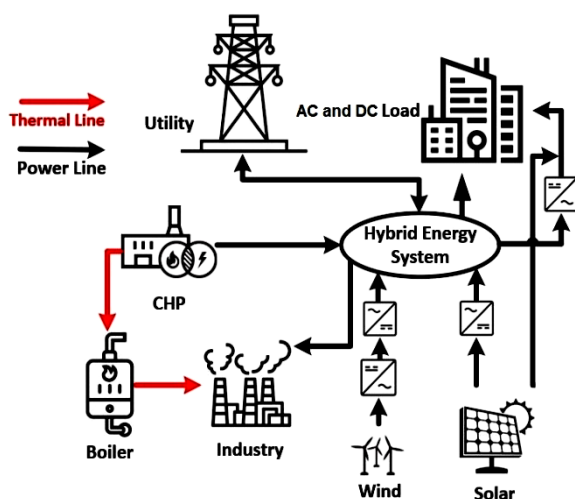 Thermal Line
Power Line
Utility
AC and DC Load
Hybrid Energy
System
CHP
Boiler
Industry
Wind
Solar